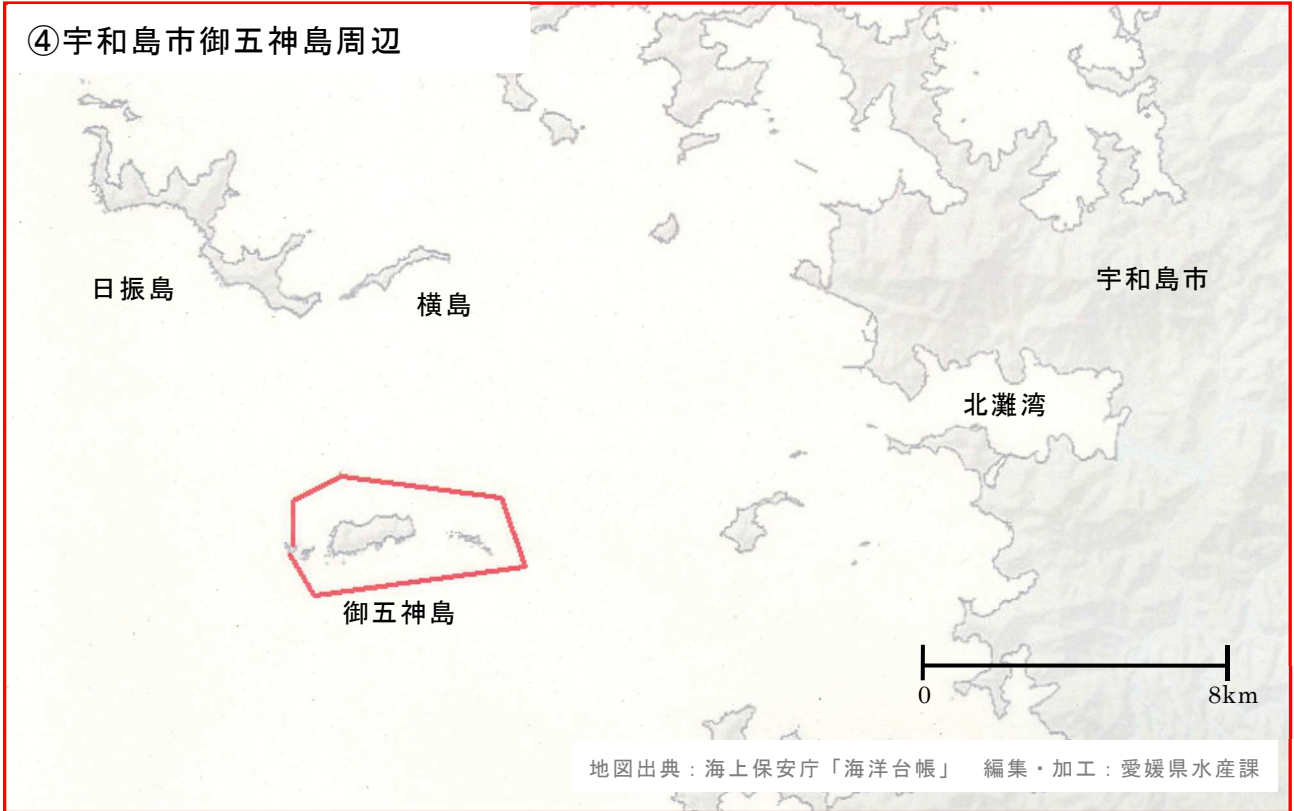 ④宇和島市御五神島周辺
日振島
横島
宇和島市
北灘湾
御五神島
0 8km
地図出典：海上保安庁「海洋台帳」 編集・加工：愛媛県水産課